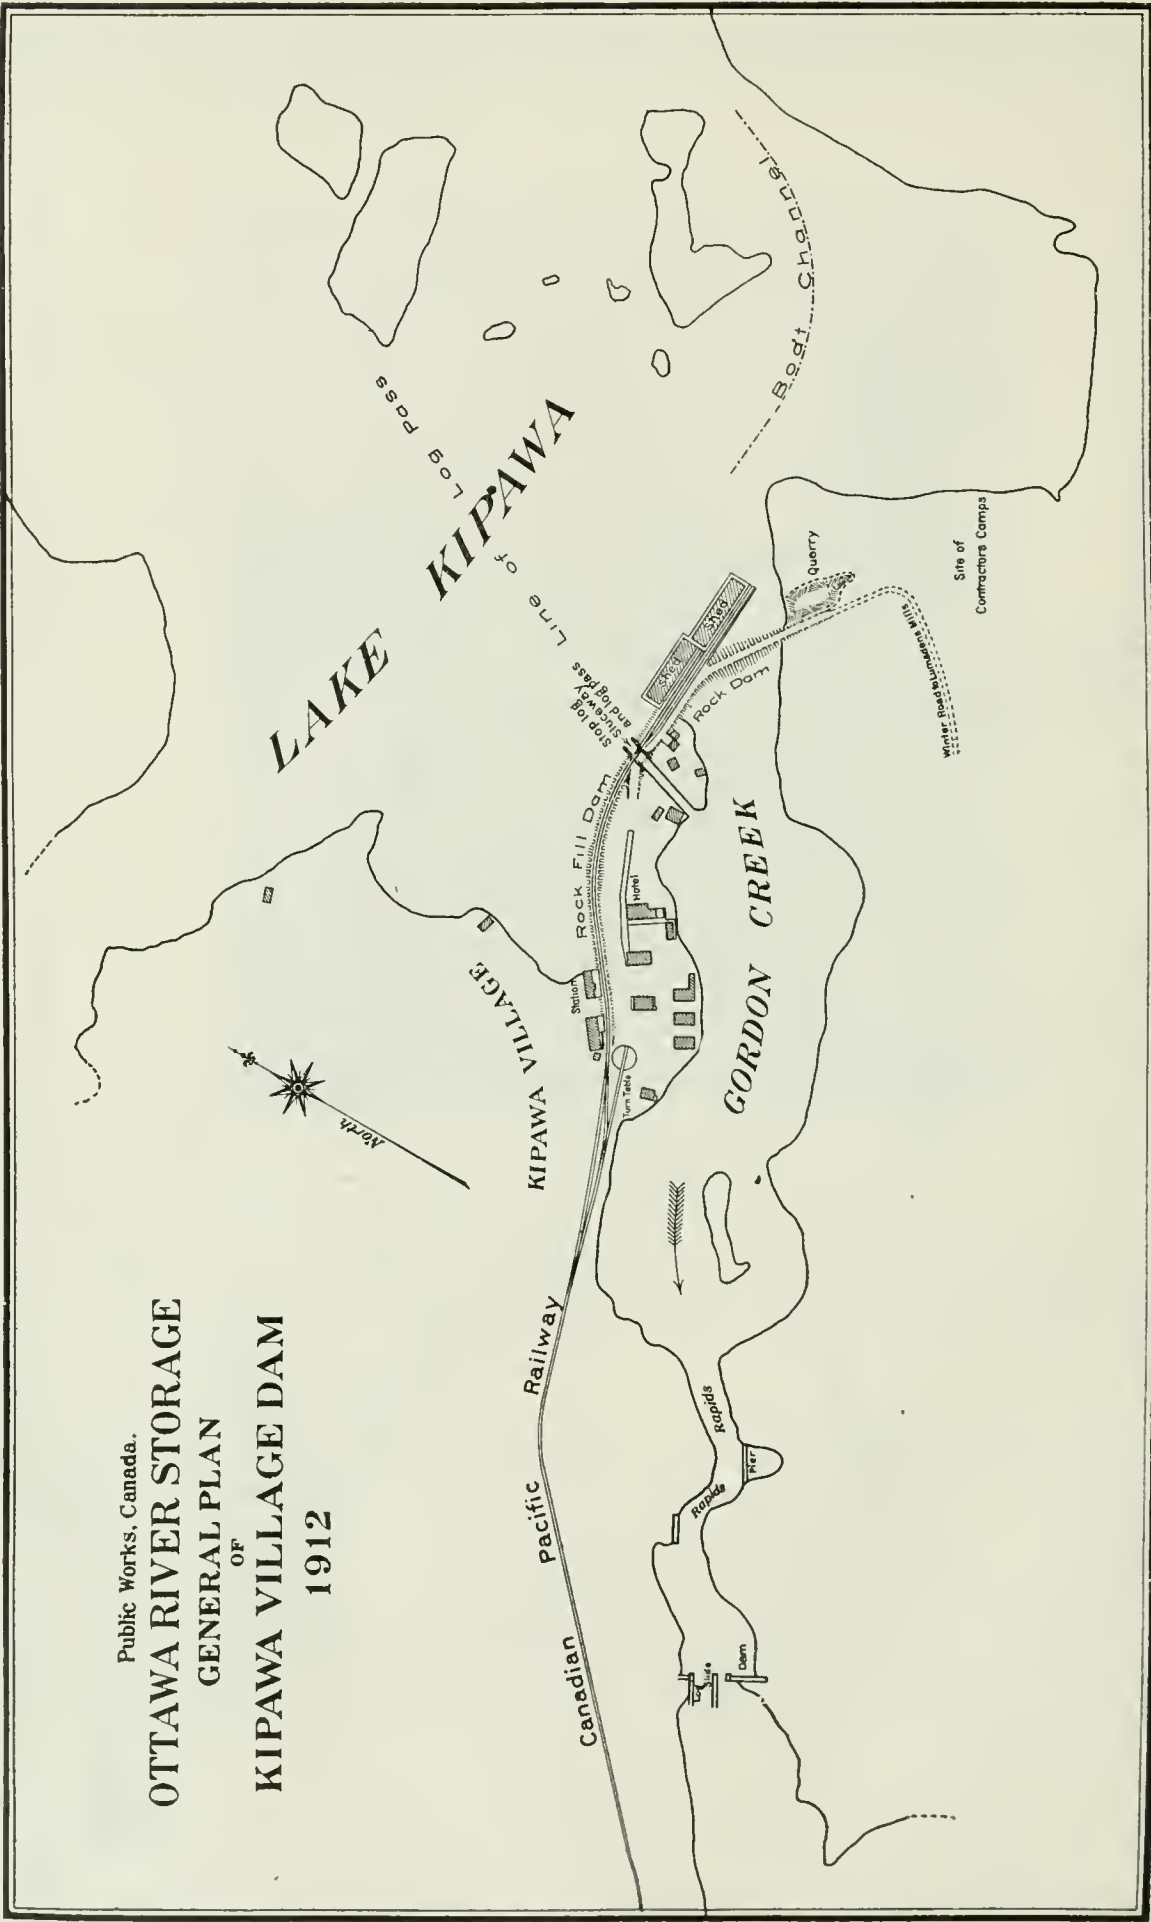 Public Works, Canada.
OTTAWA RIVER STORAGE
GENERAL PLAN
OF
KIPAWA VILLAGE DAM
1912
LAKE KIPAWA
Line of Log Pass
Boat Channel
Stop log
Sluceway
and log pass
Shed
Shed
Rock Dam
Rock Fill Dam
Quarry
Site of
Contractors Camps
Winter Road to Lumsdens Mills
Hotel
Station
Turn Table
KIPAWA VILLAGE
GORDON CREEK
North
Canadian Pacific Railway
Rapids
Rapids
Pier
Slide
Dam